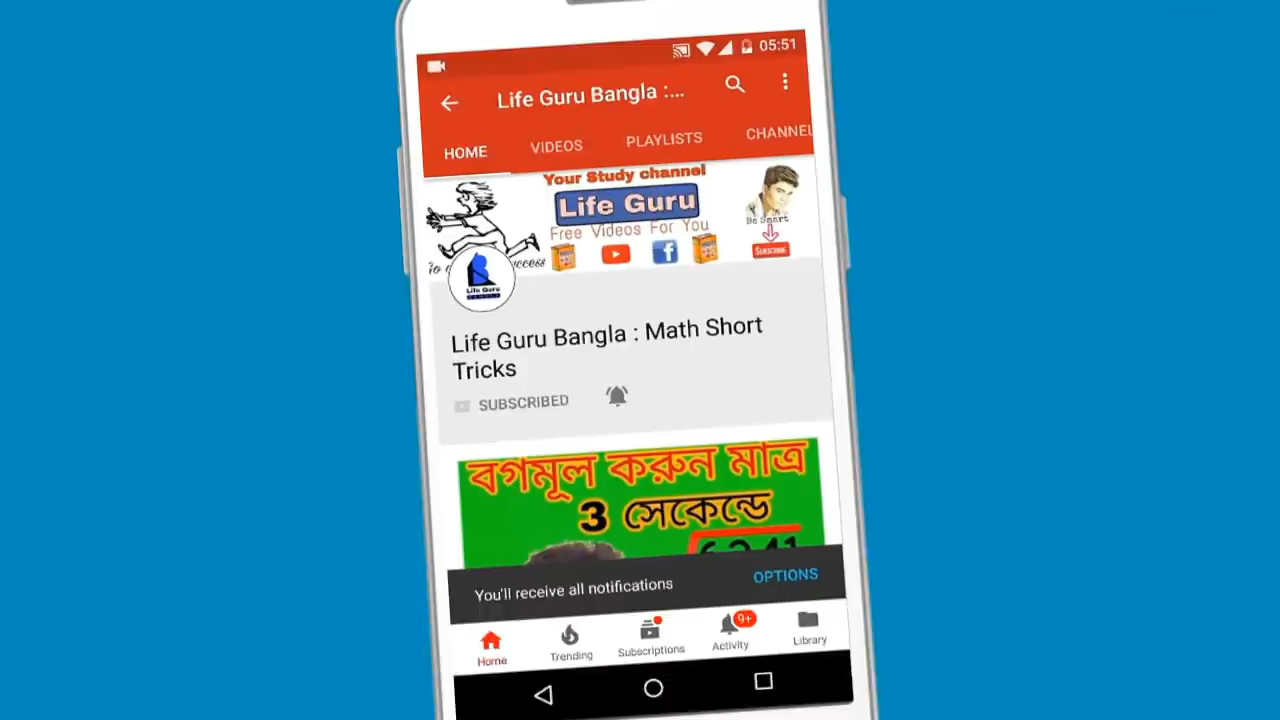 05:51
Life Guru Bangla :...
HOME VIDEOS PLAYLISTS CHANNEL
Your Study channel
Life Guru
Free Videos For You
Be Smart
SUBSCRIBE
Life Guru
Life Guru Bangla : Math Short
Tricks
SUBSCRIBED
বগমূল করুন মাত্র
3 সেকেন্ডে
You'll receive all notifications OPTIONS
9+
Home Trending Subscriptions Activity Library